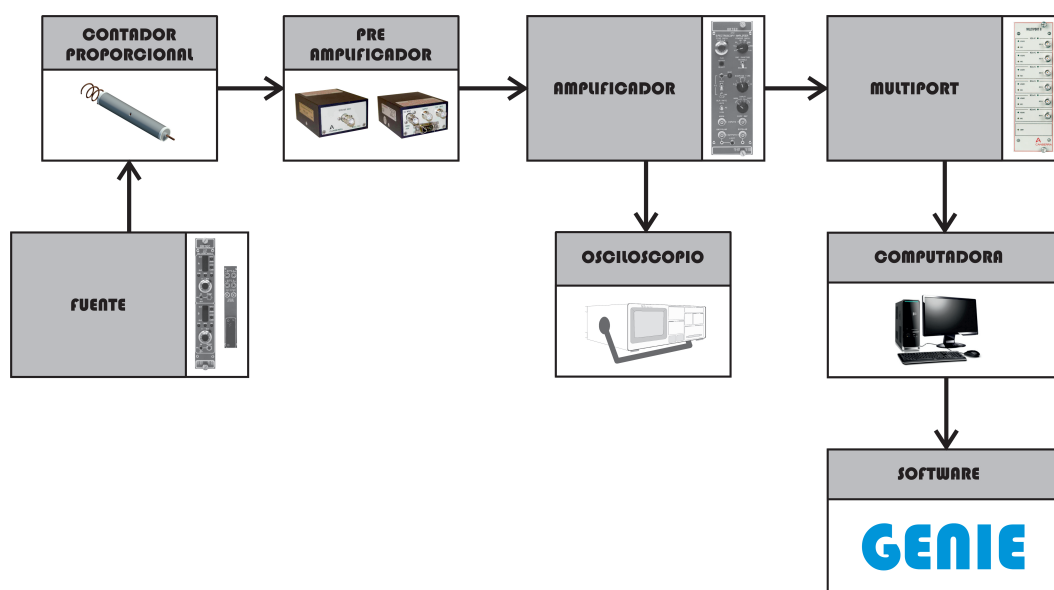 CONTADOR
PROPORCIONAL
PRE
AMPLIFICADOR
AMPLIFICADOR
MULTIPORT
FUENTE
OSCILOSCOPIO
COMPUTADORA
SOFTWARE
GENIE